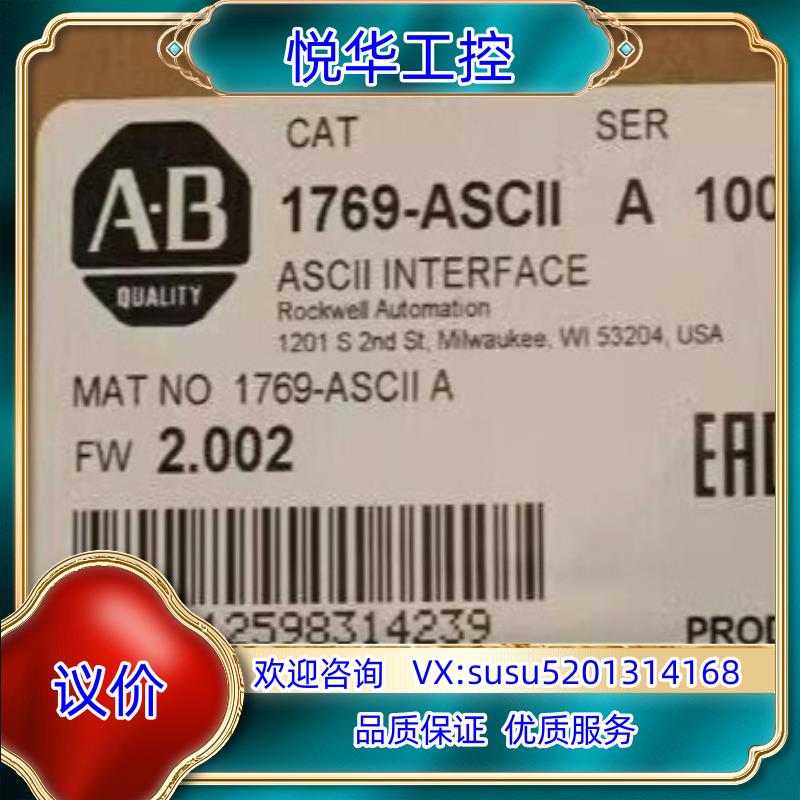 悦华工控
CAT SER
1769-ASCII A 100
A-B
QUALITY
ASCII INTERFACE
Rockwell Automation
1201 S 2nd St, Milwaukee, WI 53204, USA
MAT NO 1769-ASCII A
FW 2.002
EAC
12598314239
PROD
议价
欢迎咨询 VX:susu5201314168
品质保证 优质服务